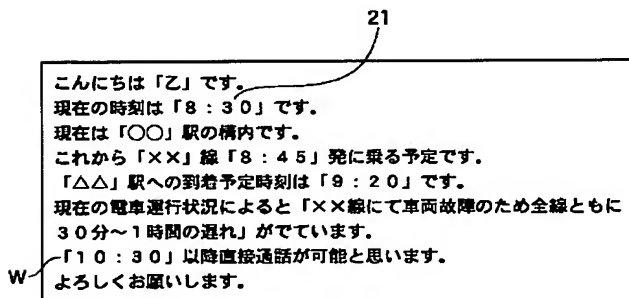 21
こんにちは「乙」です。
現在の時刻は「8:30」です。
現在は「〇〇」駅の構内です。
これから「××」線「8:45」発に乗る予定です。
「△△」駅への到着予定時刻は「9:20」です。
現在の電車運行状況によると「××線にて車両故障のため全線ともに
30分～1時間の遅れ」がでています。
W 「10:30」以降直接通話が可能と思います。
よろしくお願いします。